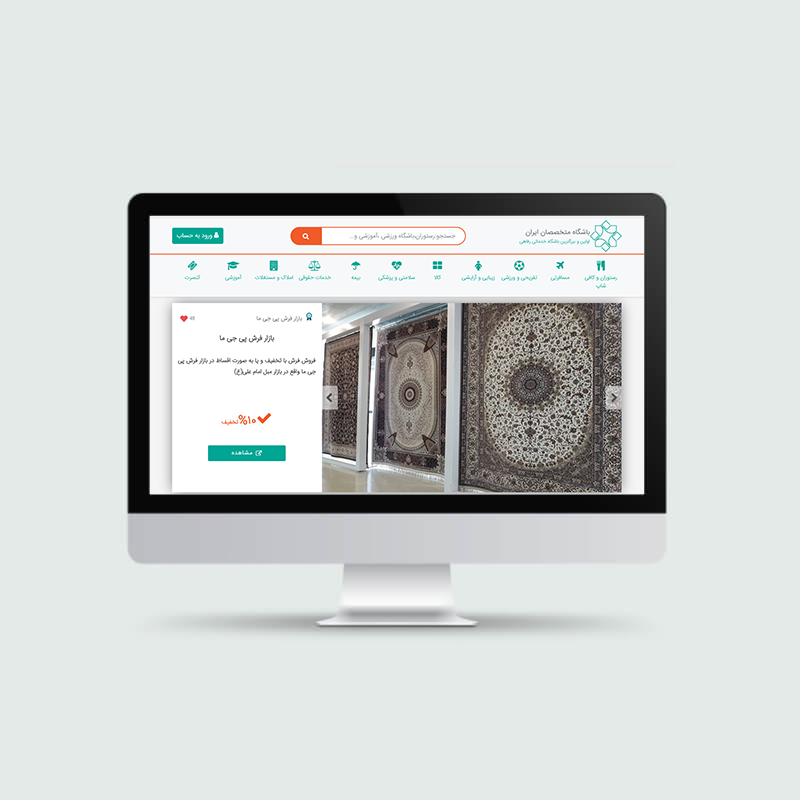 باشگاه متخصصان ایران
اولین و بزرگترین باشگاه خدماتی رفاهی
جستجو:رستوران،باشگاه ورزشی ،آموزشی و...
ورود به حساب
رستوران و کافی شاپ
مسافرتی
تفریحی و ورزشی
زیبایی و آرایشی
کالا
سلامتی و پزشکی
بیمه
خدمات حقوقی
املاک و مستغلات
آموزشی
کنسرت
بازار فرش پی جی ما
48
بازار فرش پی جی ما
فروش فرش با تخفیف و یا به صورت اقساط در بازار فرش پی
جی ما واقع در بازار مبل امام علی(ع)
%۱۰ تخفیف
مشاهده